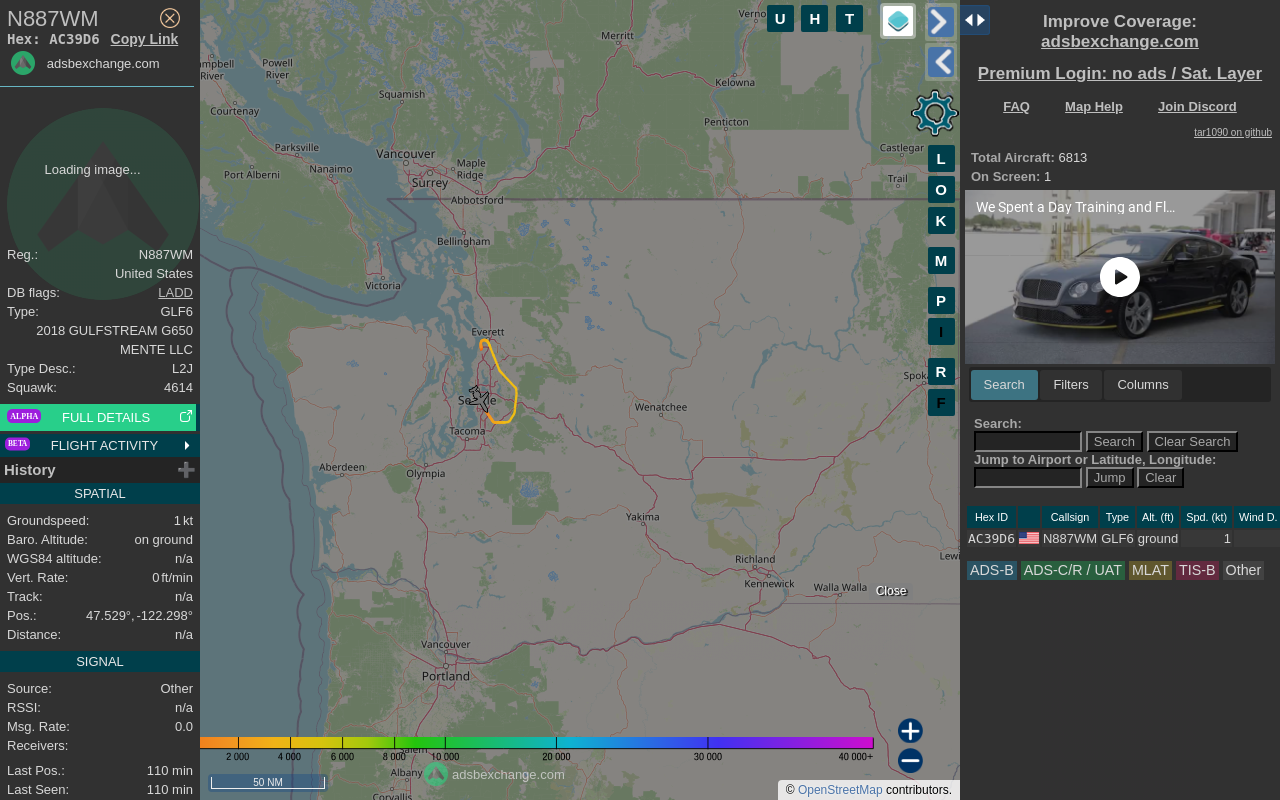 N887WM
Hex: AC39D6 Copy Link
adsbexchange.com
Loading image...
Reg.: N887WM
United States
DB flags: LADD
Type: GLF6
2018 GULFSTREAM G650
MENTE LLC
Type Desc.: L2J
Squawk: 4614
ALPHA FULL DETAILS
BETA FLIGHT ACTIVITY
History
SPATIAL
Groundspeed: 1 kt
Baro. Altitude: on ground
WGS84 altitude: n/a
Vert. Rate: 0 ft/min
Track: n/a
Pos.: 47.529°, -122.298°
Distance: n/a
SIGNAL
Source: Other
RSSI: n/a
Msg. Rate: 0.0
Receivers:
Last Pos.: 110 min
Last Seen: 110 min
Merritt
Powell
River
River
Squamish
Kelowna
Courtenay
Penticton
Parksville
Vancouver
Castlegar
Nanaimo
Maple
Ridge
Port Alberni
Surrey
Trail
Abbotsford
Bellingham
Victoria
Everett
Wenatchee
Tacoma
Aberdeen
Olympia
Yakima
Richland
Kennewick
Walla Walla
Close
Vancouver
Portland
Albany
Corvallis
U H T
L
O
K
M
P
I
R
F
2 000 4 000 6 000 8 000 10 000 20 000 30 000 40 000+
adsbexchange.com
50 NM
© OpenStreetMap contributors.
Improve Coverage:
adsbexchange.com
Premium Login: no ads / Sat. Layer
FAQ Map Help Join Discord
tar1090 on github
Total Aircraft: 6813
On Screen: 1
We Spent a Day Training and Fl...
Search Filters Columns
Search:
Search Clear Search
Jump to Airport or Latitude, Longitude:
Jump Clear
Hex ID Callsign Type Alt. (ft) Spd. (kt) Wind D.
AC39D6 N887WM GLF6 ground 1
ADS-B ADS-C/R / UAT MLAT TIS-B Other